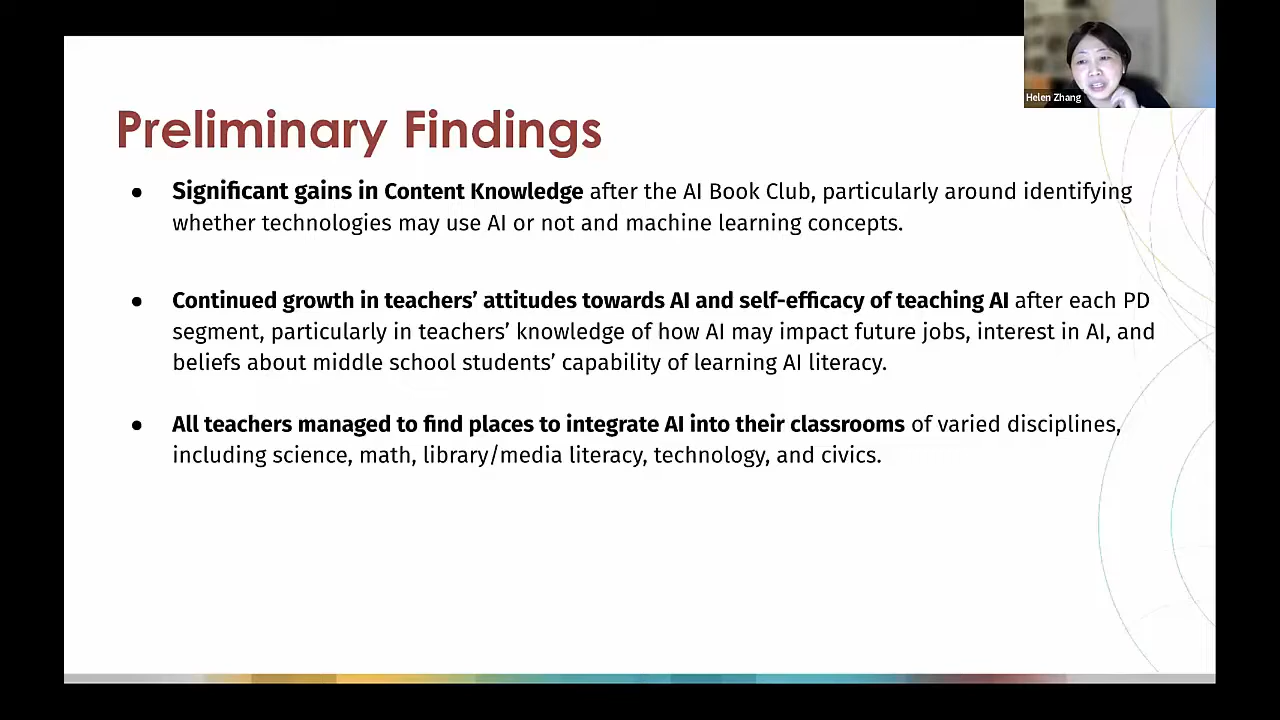 Helen Zhang
Preliminary Findings
● Significant gains in Content Knowledge after the AI Book Club, particularly around identifying
whether technologies may use AI or not and machine learning concepts.
● Continued growth in teachers’ attitudes towards AI and self-efficacy of teaching AI after each PD
segment, particularly in teachers’ knowledge of how AI may impact future jobs, interest in AI, and
beliefs about middle school students’ capability of learning AI literacy.
● All teachers managed to find places to integrate AI into their classrooms of varied disciplines,
including science, math, library/media literacy, technology, and civics.